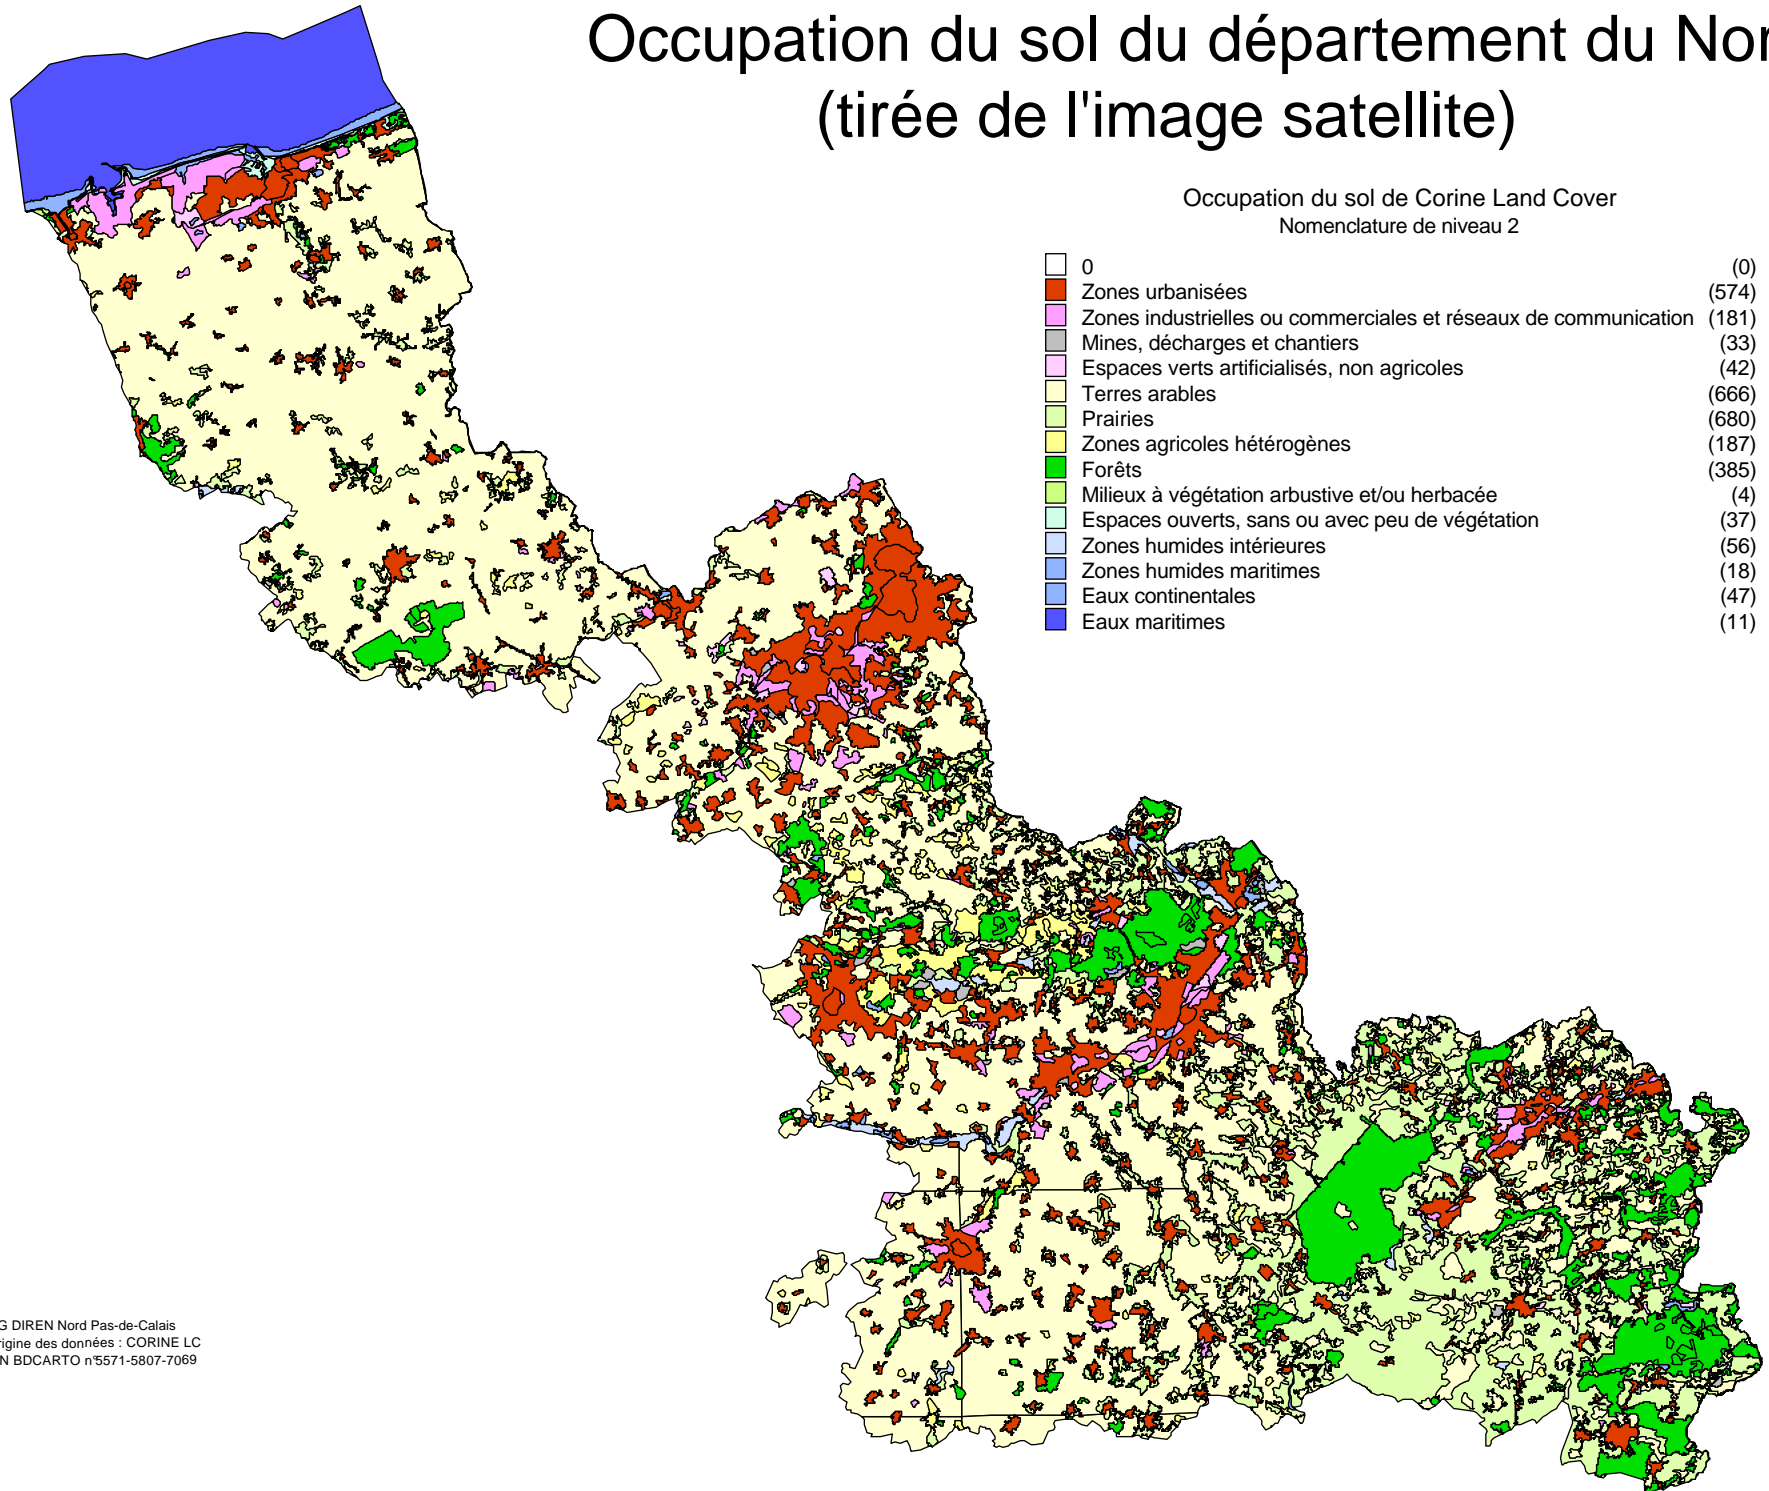 Occupation du sol du département du Nor
(tirée de l'image satellite)
Occupation du sol de Corine Land Cover
Nomenclature de niveau 2
0 (0)
Zones urbanisées (574)
Zones industrielles ou commerciales et réseaux de communication (181)
Mines, décharges et chantiers (33)
Espaces verts artificialisés, non agricoles (42)
Terres arables (666)
Prairies (680)
Zones agricoles hétérogènes (187)
Forêts (385)
Milieux à végétation arbustive et/ou herbacée (4)
Espaces ouverts, sans ou avec peu de végétation (37)
Zones humides intérieures (56)
Zones humides maritimes (18)
Eaux continentales (47)
Eaux maritimes (11)
G DIREN Nord Pas-de-Calais
rigine des données : CORINE LC
N BDCARTO n°5571-5807-7069